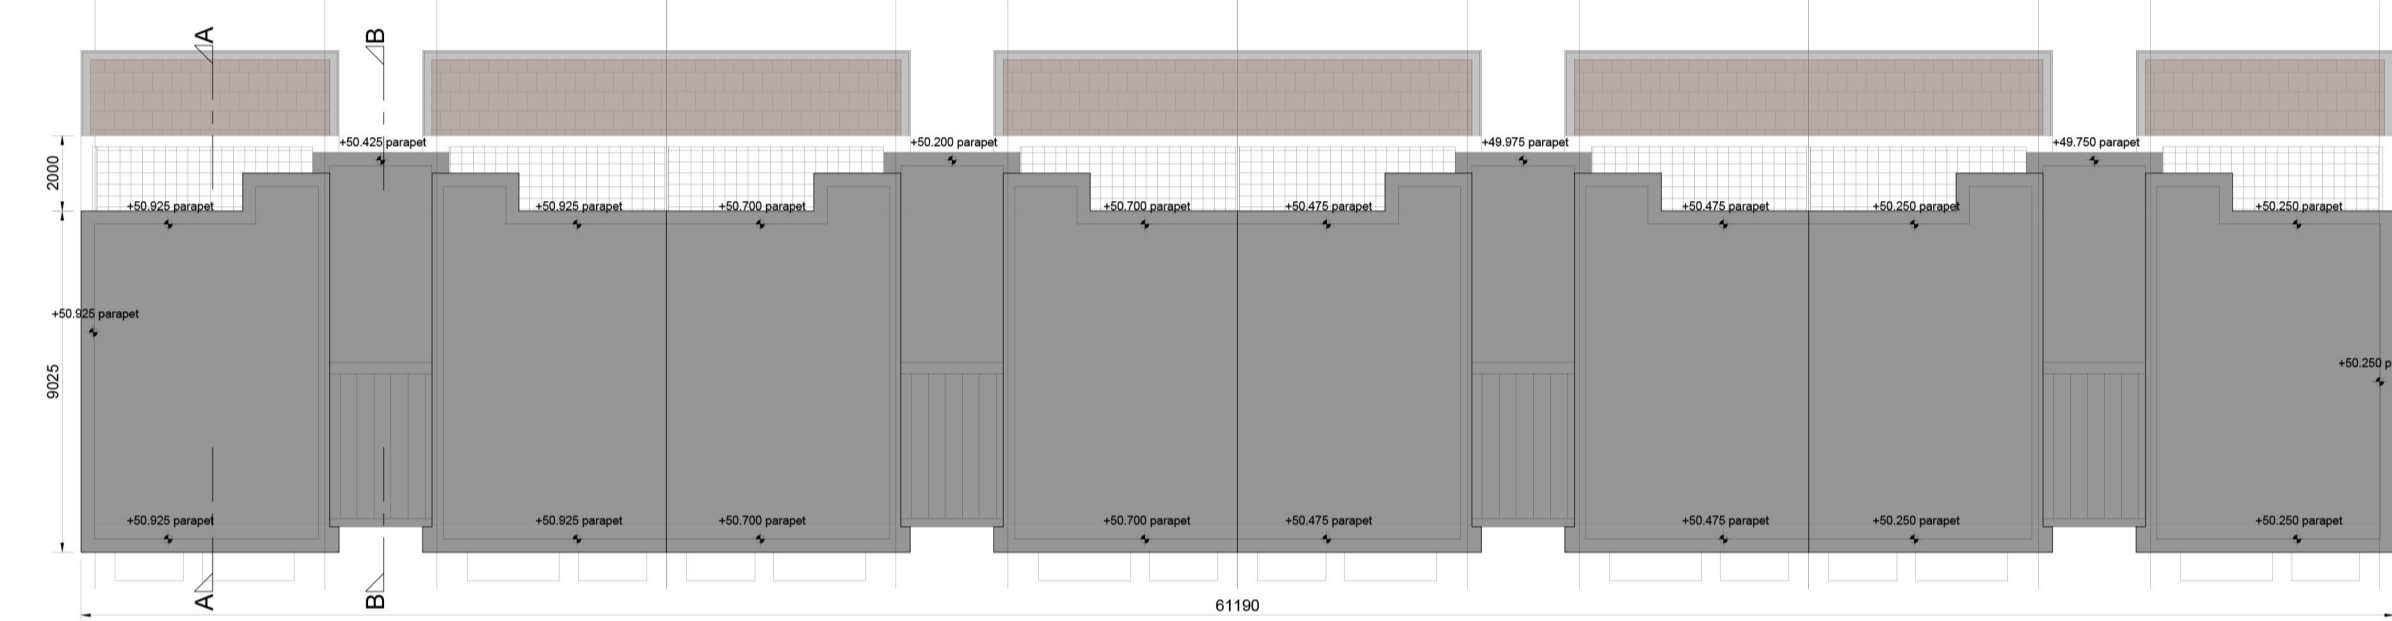 A
B
+50.425 parapet
+50.200 parapet
+49.975 parapet
+49.750 parapet
2000
+50.925 parapet
+50.925 parapet
+50.700 parapet
+50.700 parapet
+50.475 parapet
+50.475 parapet
+50.250 parapet
+50.250 parapet
+50.925 parapet
+50.250 p
9025
+50.925 parapet
+50.925 parapet
+50.700 parapet
+50.700 parapet
+50.475 parapet
+50.475 parapet
+50.250 parapet
+50.250 parapet
A
B
61190